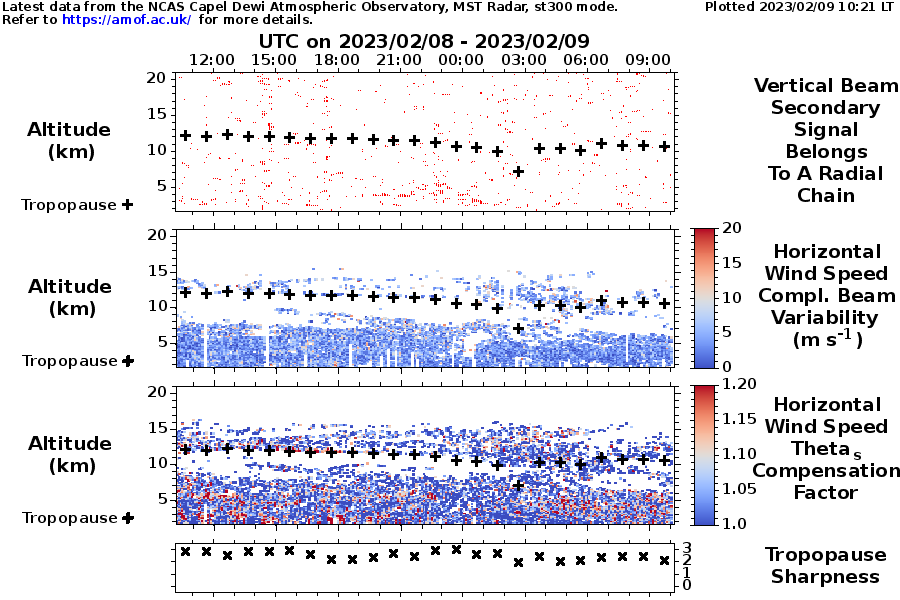 Latest data from the NCAS Capel Dewi Atmospheric Observatory, MST Radar, st300 mode.
Plotted 2023/02/09 10:21 LT
Refer to https://amof.ac.uk/ for more details.
UTC on 2023/02/08 - 2023/02/09
12:00 15:00 18:00 21:00 00:00 03:00 06:00 09:00
20
15
10
5
Altitude
(km)
Tropopause +
Vertical Beam
Secondary
Signal
Belongs
To A Radial
Chain
20
15
10
5
Altitude
(km)
Tropopause +
20
15
10
5
0
Horizontal
Wind Speed
Compl. Beam
Variability
(m s-1)
20
15
10
5
Altitude
(km)
Tropopause +
1.20
1.15
1.10
1.05
1.0
Horizontal
Wind Speed
Theta s
Compensation
Factor
3
2
1
0
Tropopause
Sharpness